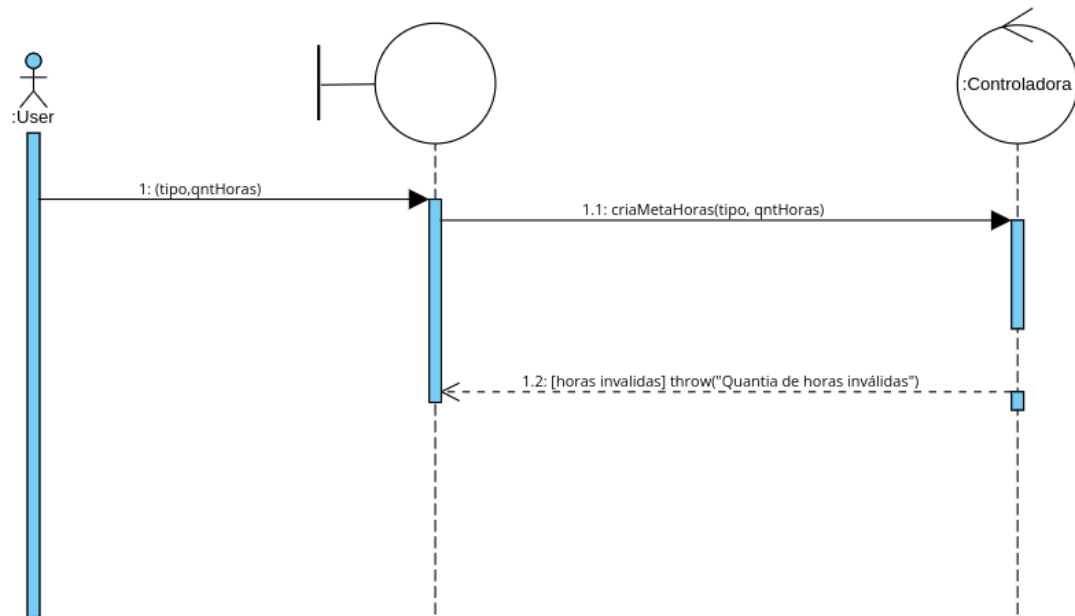 :Controladora
:User
1: (tipo,qntHoras)
1.1: criaMetaHoras(tipo, qntHoras)
1.2: [horas invalidas] throw("Quantia de horas inválidas")